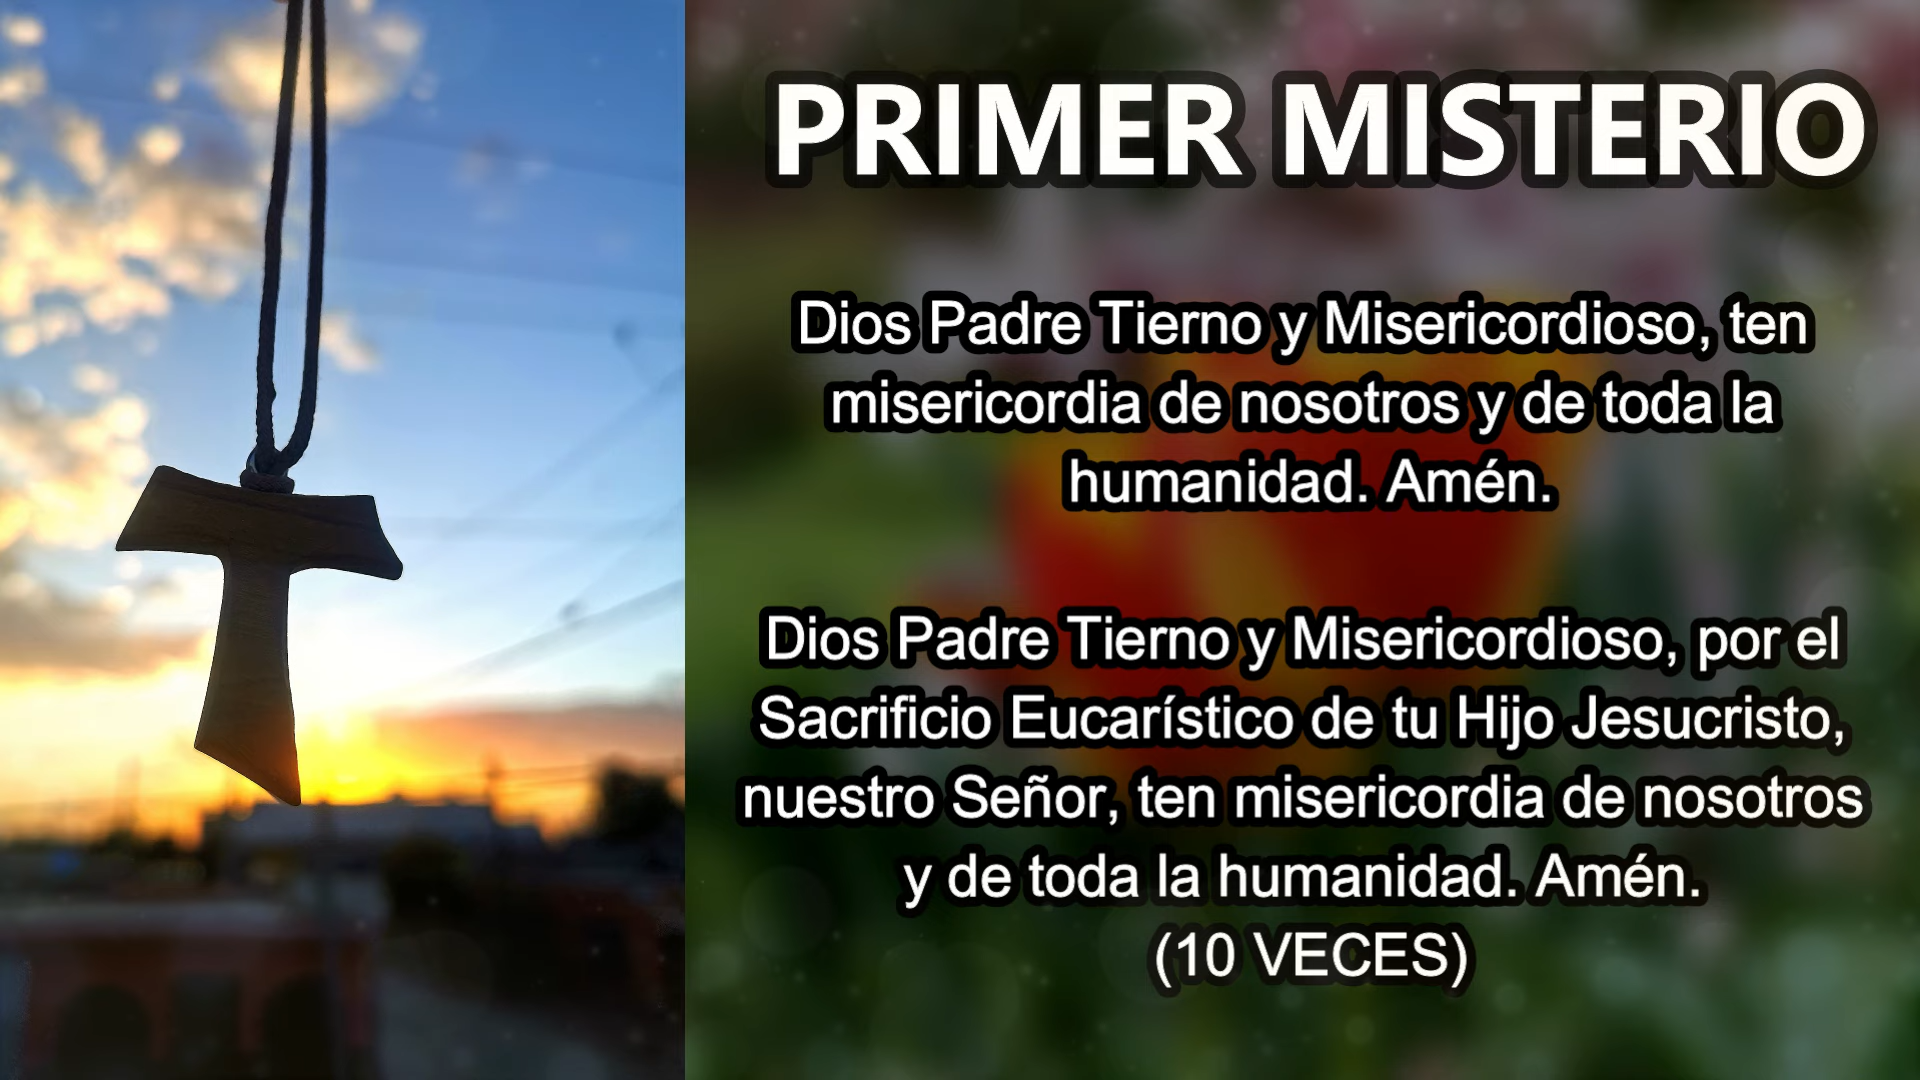 PRIMER MISTERIO
Dios Padre Tierno y Misericordioso, ten
misericordia de nosotros y de toda la
humanidad. Amén.
Dios Padre Tierno y Misericordioso, por el
Sacrificio Eucarístico de tu Hijo Jesucristo,
nuestro Señor, ten misericordia de nosotros
y de toda la humanidad. Amén.
(10 VECES)